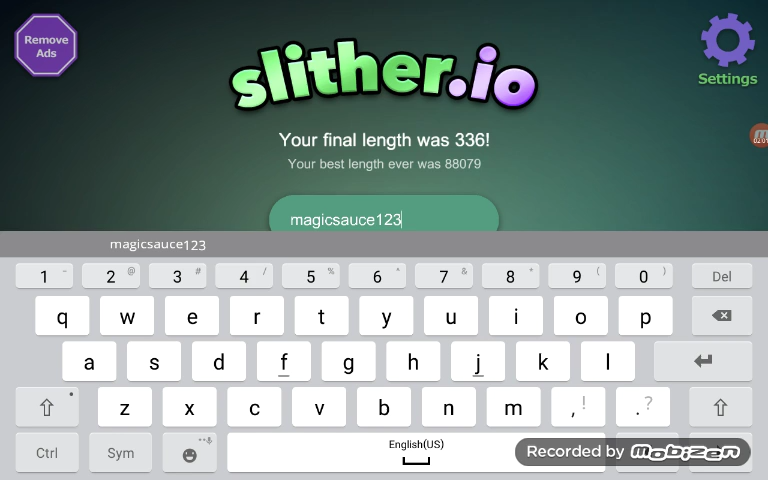 Remove
Ads
slither.io
Settings
Your final length was 336!
Your best length ever was 88079
magicsauce123
magicsauce123
1 - 2 @ 3 # 4 / 5 % 6 ^ 7 & 8 * 9 ( 0 ) Del
q w e r t y u i o p
a s d f g h j k l
z x c v b n m , ! . ?
Ctrl Sym English(US)
Recorded by mobizen